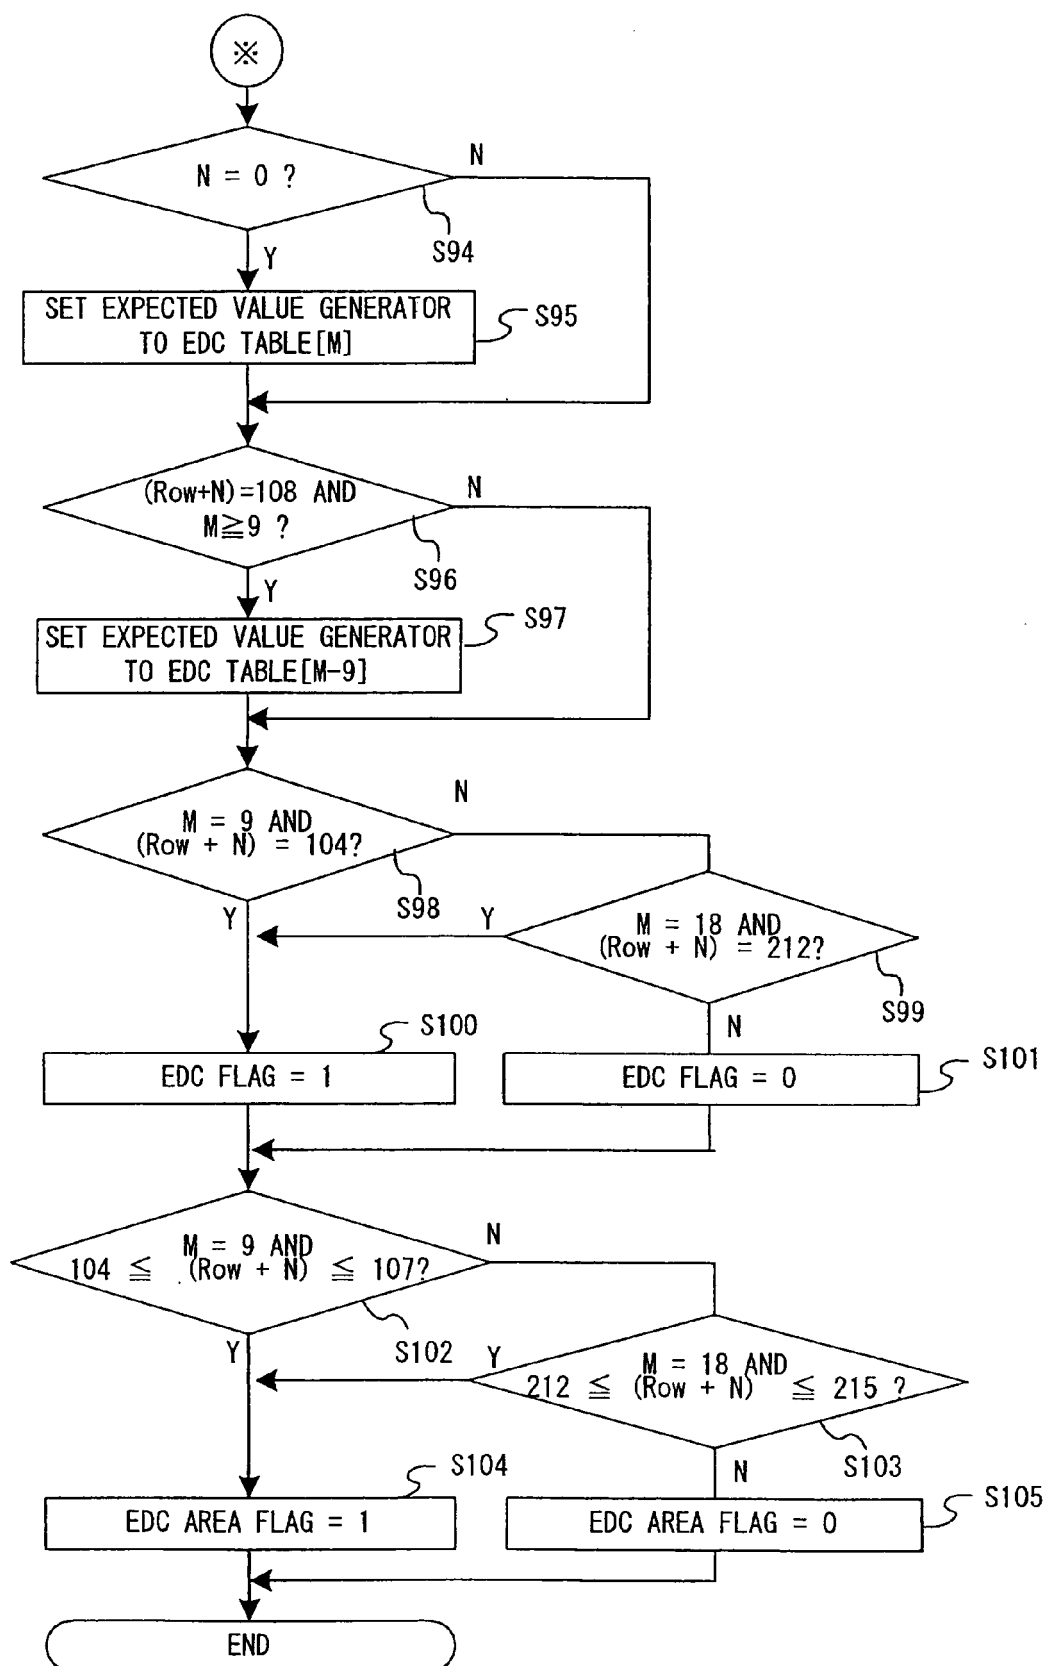 ※
N = 0 ?
N
S94
Y
SET EXPECTED VALUE GENERATOR
TO EDC TABLE[M]
S95
(Row+N)=108 AND
M≧9 ?
N
S96
Y
SET EXPECTED VALUE GENERATOR
TO EDC TABLE[M-9]
S97
M = 9 AND
(Row + N) = 104?
N
S98
Y
M = 18 AND
(Row + N) = 212?
Y
S99
N
S100
EDC FLAG = 1
EDC FLAG = 0
S101
M = 9 AND
104 ≦ (Row + N) ≦ 107?
N
S102
Y
M = 18 AND
212 ≦ (Row + N) ≦ 215 ?
Y
S103
N
S104
EDC AREA FLAG = 1
EDC AREA FLAG = 0
S105
END